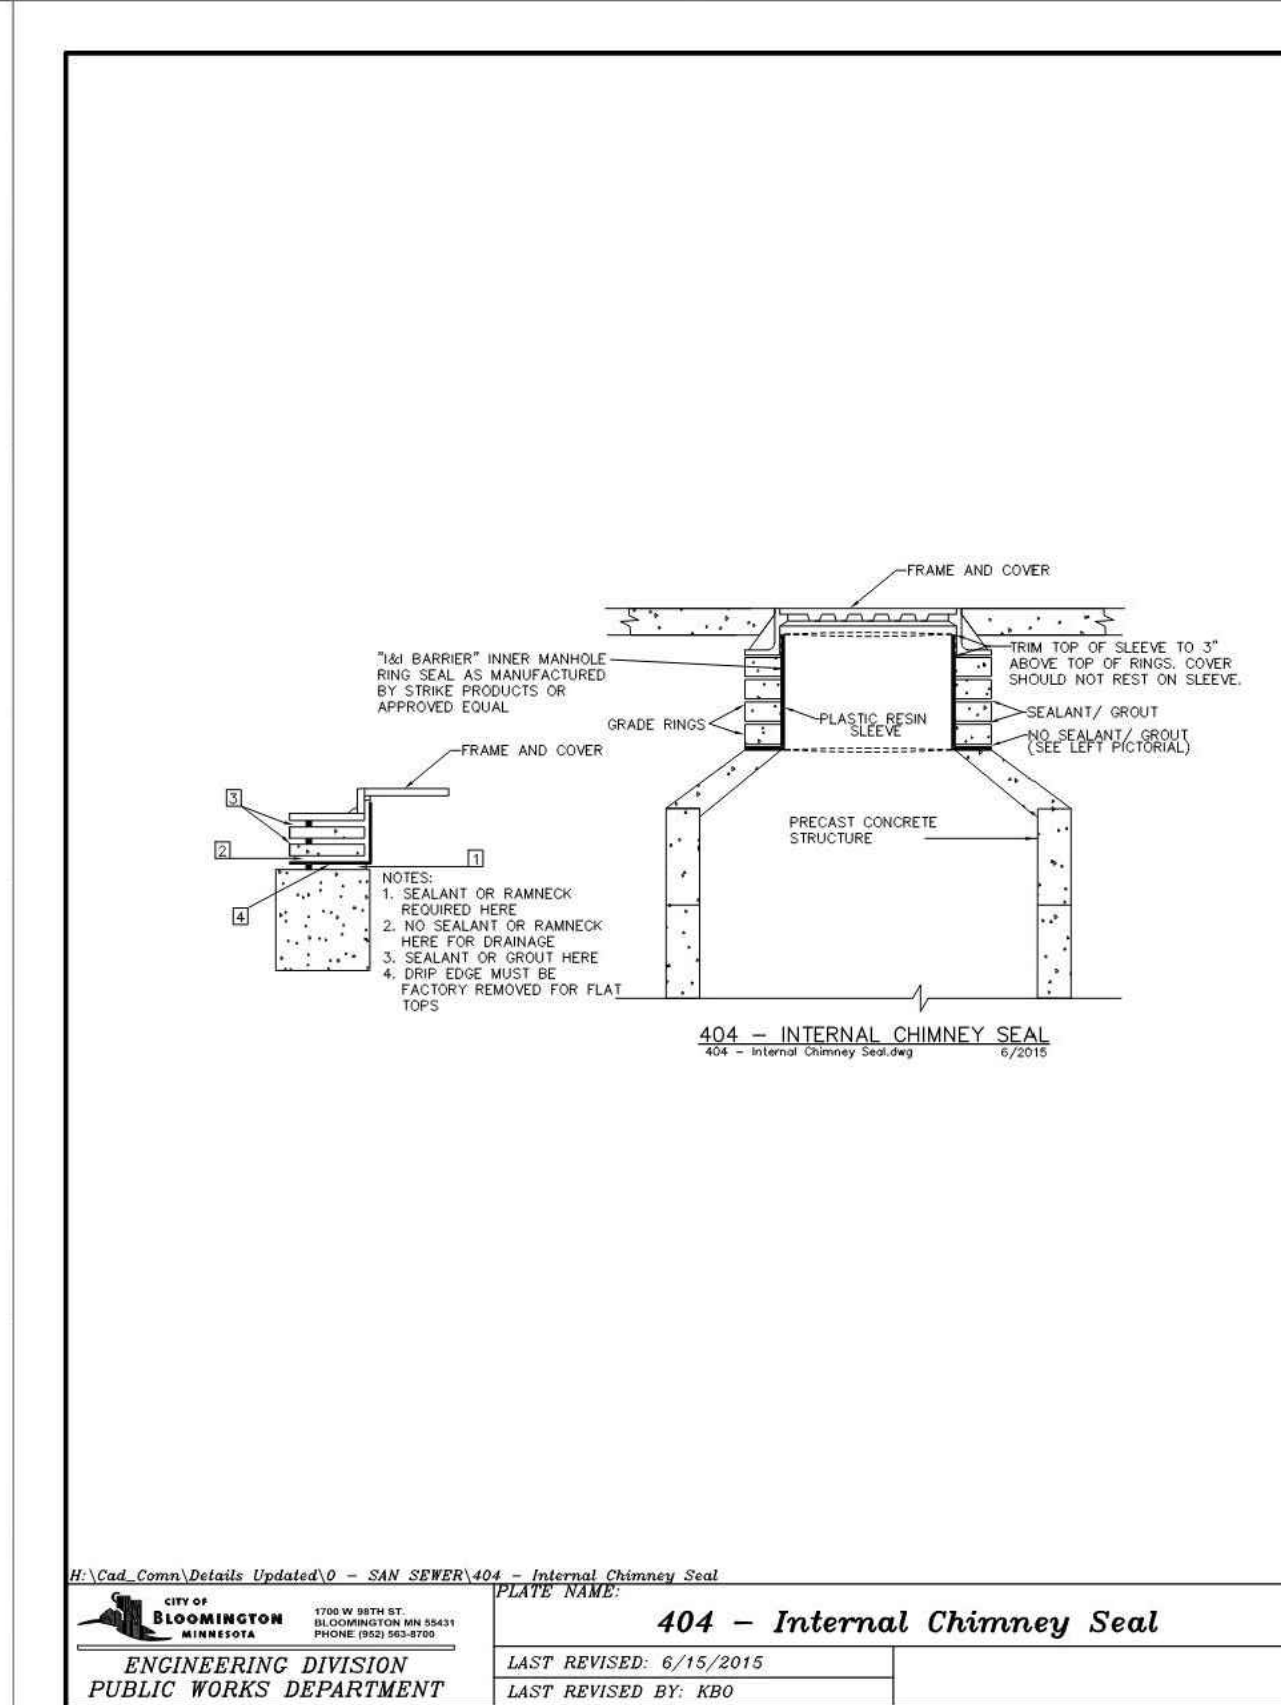 FRAME AND COVER
"I&I BARRIER" INNER MANHOLE
RING SEAL AS MANUFACTURED
BY STRIKE PRODUCTS OR
APPROVED EQUAL
TRIM TOP OF SLEEVE TO 3"
ABOVE TOP OF RINGS. COVER
SHOULD NOT REST ON SLEEVE.
GRADE RINGS
PLASTIC RESIN
SLEEVE
SEALANT/ GROUT
NO SEALANT/ GROUT
(SEE LEFT PICTORIAL)
FRAME AND COVER
3
2
1
4
PRECAST CONCRETE
STRUCTURE
NOTES:
1. SEALANT OR RAMNECK
REQUIRED HERE
2. NO SEALANT OR RAMNECK
HERE FOR DRAINAGE
3. SEALANT OR GROUT HERE
4. DRIP EDGE MUST BE
FACTORY REMOVED FOR FLAT
TOPS
404 - INTERNAL CHIMNEY SEAL
404 - Internal Chimney Seal.dwg 6/2015
H:\Cad_Comn\Details Updated\0 - SAN SEWER\404 - Internal Chimney Seal
CITY OF
BLOOMINGTON
MINNESOTA
1700 W 98TH ST.
BLOOMINGTON MN 55431
PHONE (952) 563-8700
ENGINEERING DIVISION
PUBLIC WORKS DEPARTMENT
PLATE NAME:
404 - Internal Chimney Seal
LAST REVISED: 6/15/2015
LAST REVISED BY: KBO